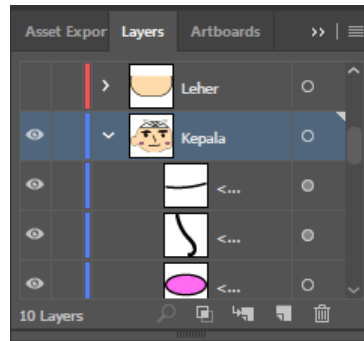 Asset Expor Layers Artboards
Leher
Kepala
<...
<...
<...
10 Layers